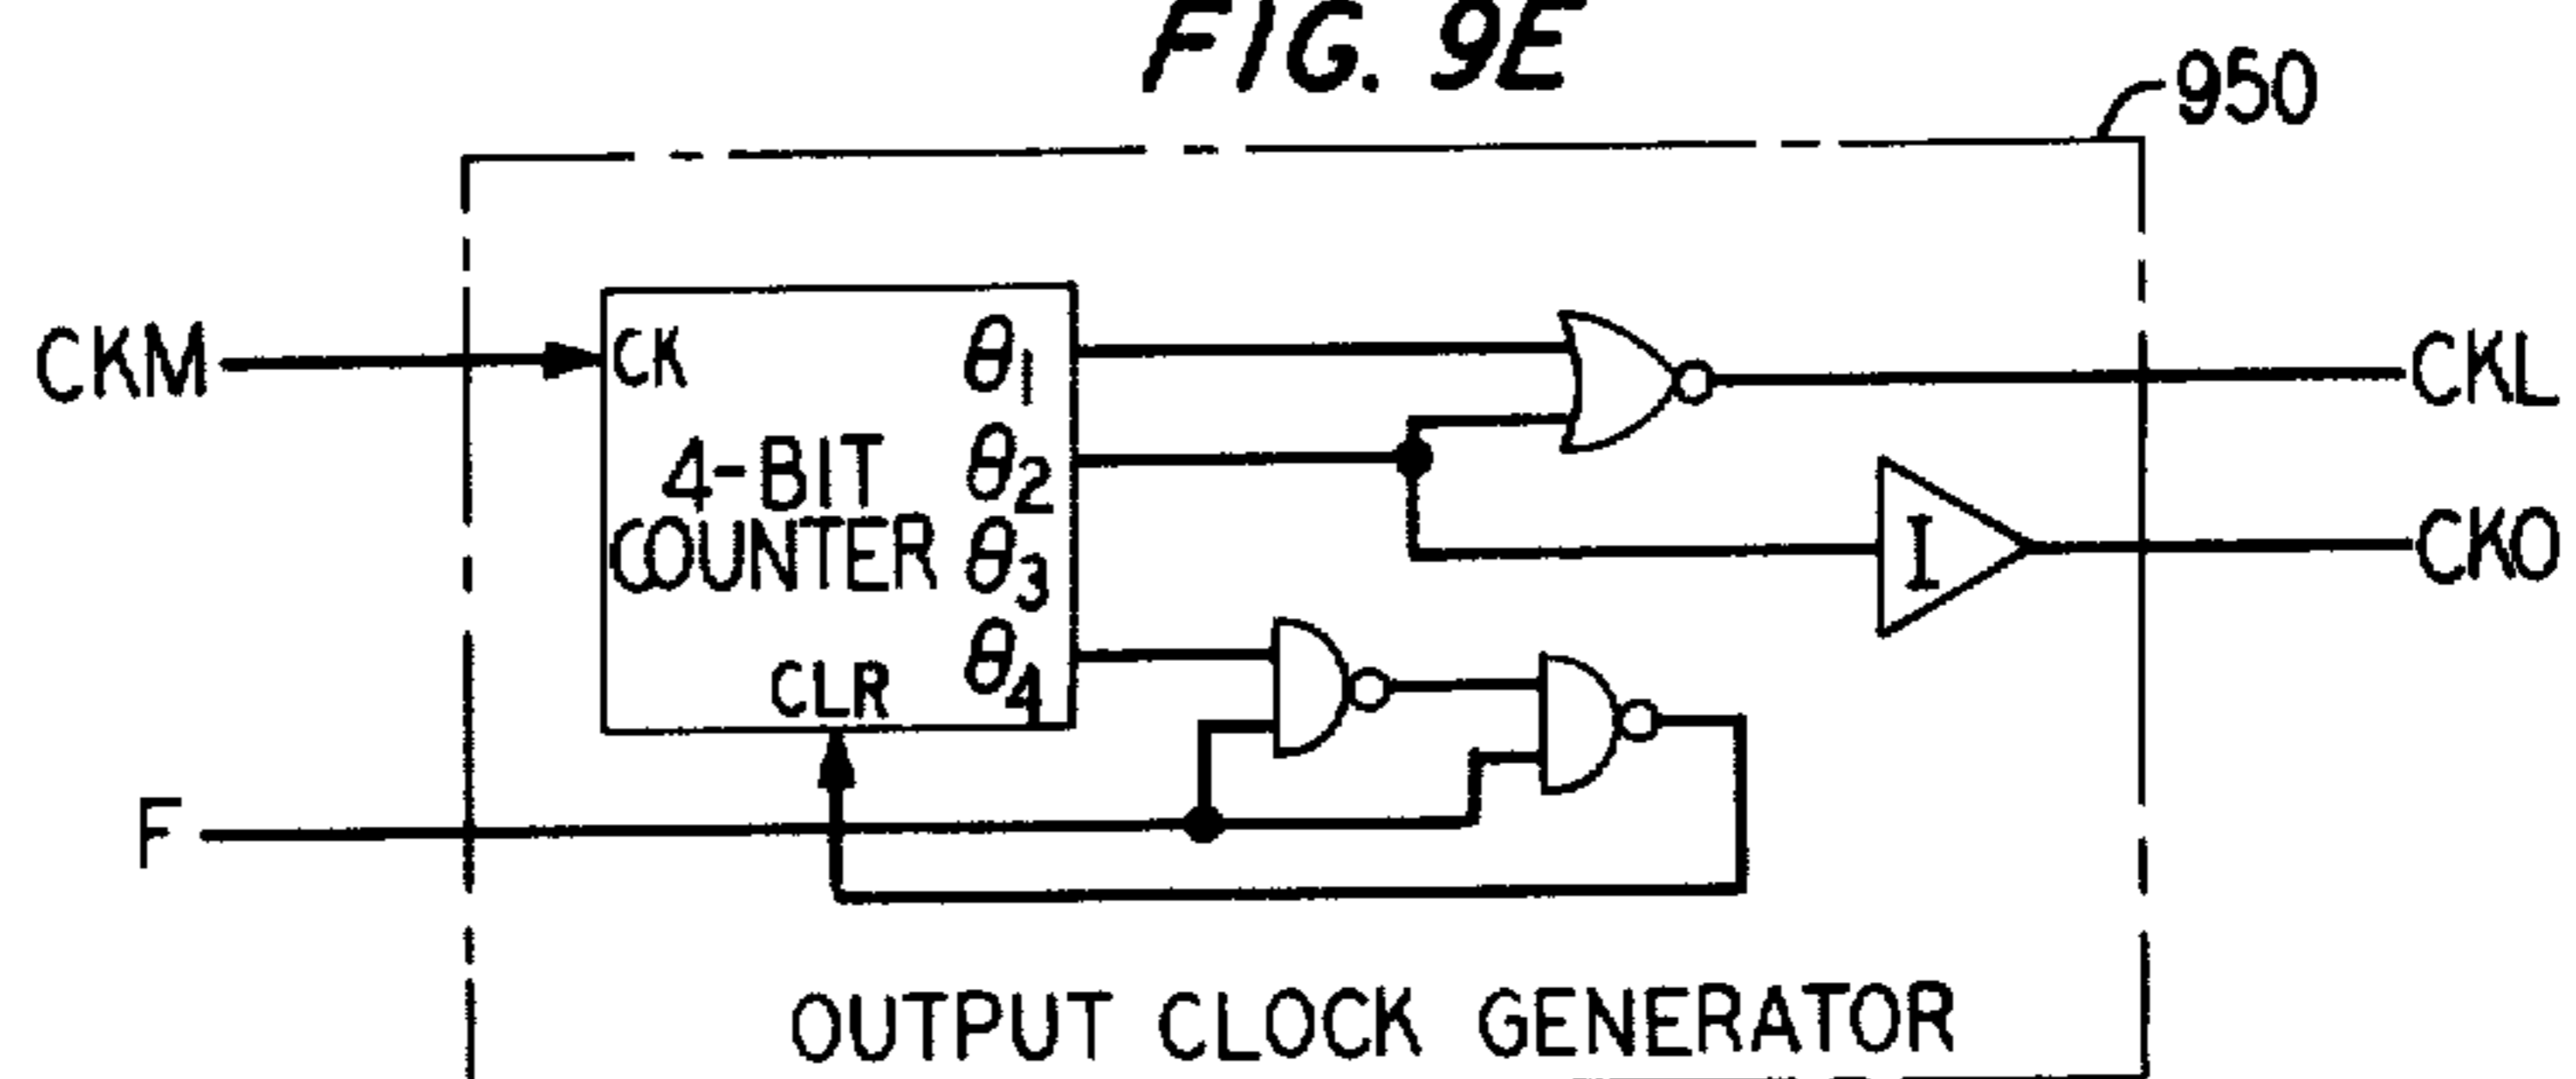 FIG. 9E
950
CKM
CK
θ1
CKL
4-BIT
θ2
COUNTER
θ3
CKO
I
CLR
θ4
F
OUTPUT CLOCK GENERATOR